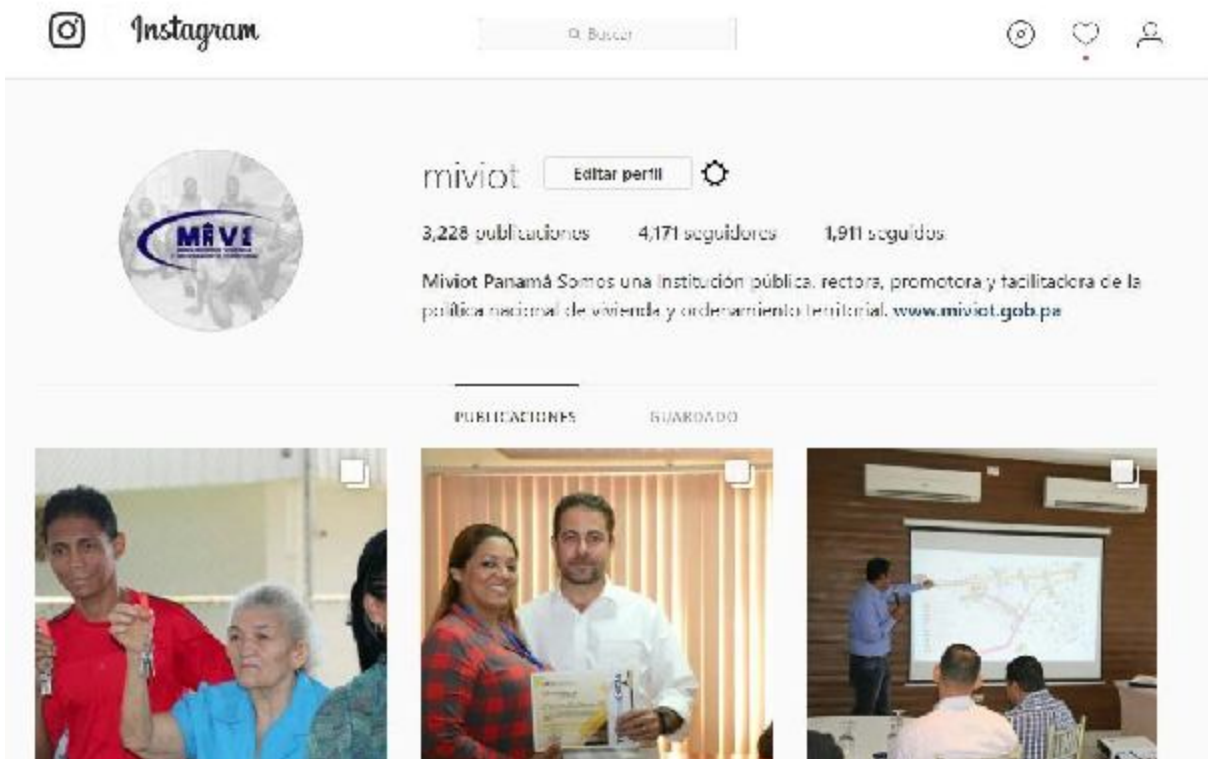 Instagram
Buscar
miviot Editar perfil
3,228 publicaciones 4,171 seguidores 1,911 seguidos
Miviot Panamá Somos una institución pública, rectora, promotora y facilitadora de la
política nacional de vivienda y ordenamiento territorial. www.miviot.gob.pa
PUBLICACIONES GUARDADO